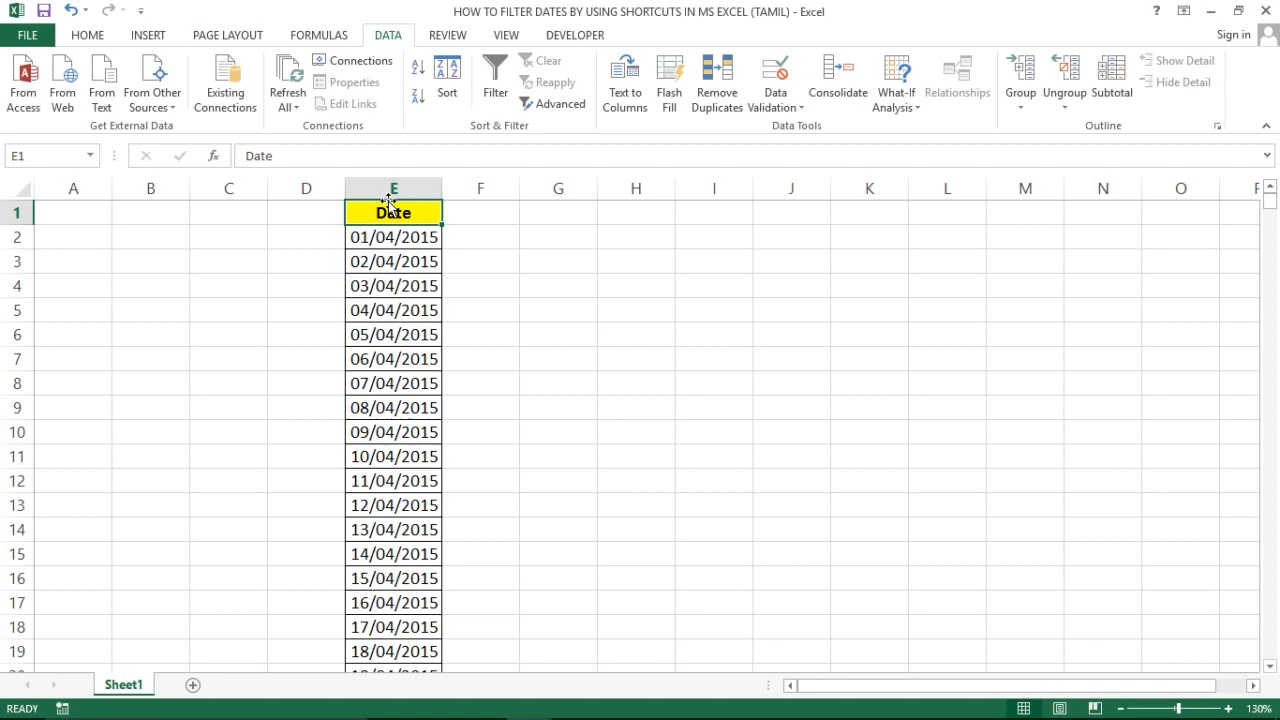 HOW TO FILTER DATES BY USING SHORTCUTS IN MS EXCEL (TAMIL) - Excel
FILE HOME INSERT PAGE LAYOUT FORMULAS DATA REVIEW VIEW DEVELOPER Sign in
From Access
From Web
From Text
From Other Sources
Get External Data
Existing Connections
Refresh All
Connections
Properties
Edit Links
Connections
Sort
Filter
Clear
Reapply
Advanced
Sort & Filter
Text to Columns
Flash Fill
Remove Duplicates
Data Validation
Consolidate
What-If Analysis
Relationships
Data Tools
Group
Ungroup
Subtotal
Show Detail
Hide Detail
Outline
E1 fx Date
A B C D E F G H I J K L M N O
1 Date
2 01/04/2015
3 02/04/2015
4 03/04/2015
5 04/04/2015
6 05/04/2015
7 06/04/2015
8 07/04/2015
9 08/04/2015
10 09/04/2015
11 10/04/2015
12 11/04/2015
13 12/04/2015
14 13/04/2015
15 14/04/2015
16 15/04/2015
17 16/04/2015
18 17/04/2015
19 18/04/2015
Sheet1
READY 130%